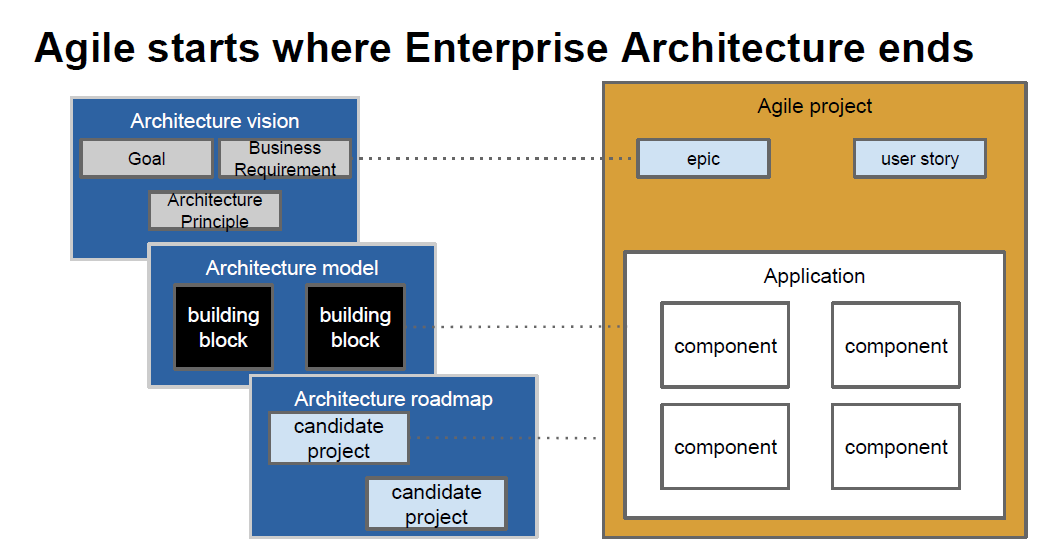 Agile starts where Enterprise Architecture ends
Architecture vision
Goal
Business
Requirement
Architecture
Principle
Architecture model
building
block
building
block
Architecture roadmap
candidate
project
candidate
project
Agile project
epic
user story
Application
component
component
component
component